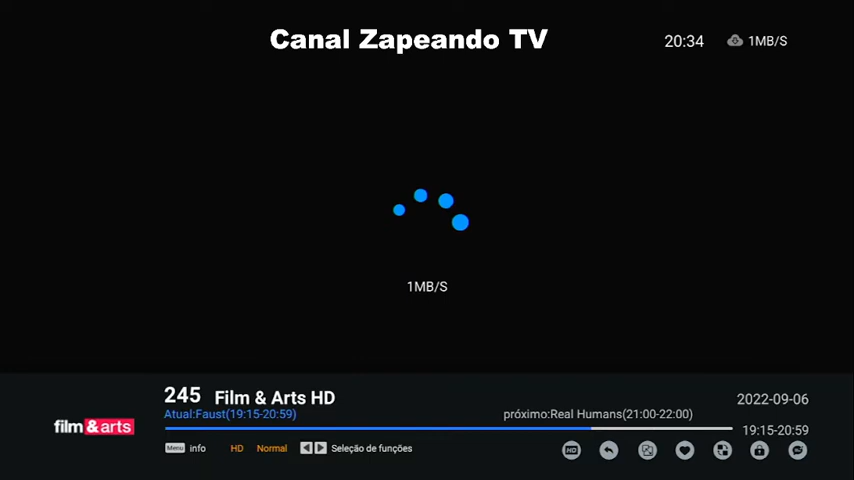 Canal Zapeando TV
20:34
1MB/S
1MB/S
245 Film & Arts HD
2022-09-06
Atual:Faust(19:15-20:59)
próximo:Real Humans(21:00-22:00)
film&arts
19:15-20:59
Menu info HD Normal Seleção de funções
HD